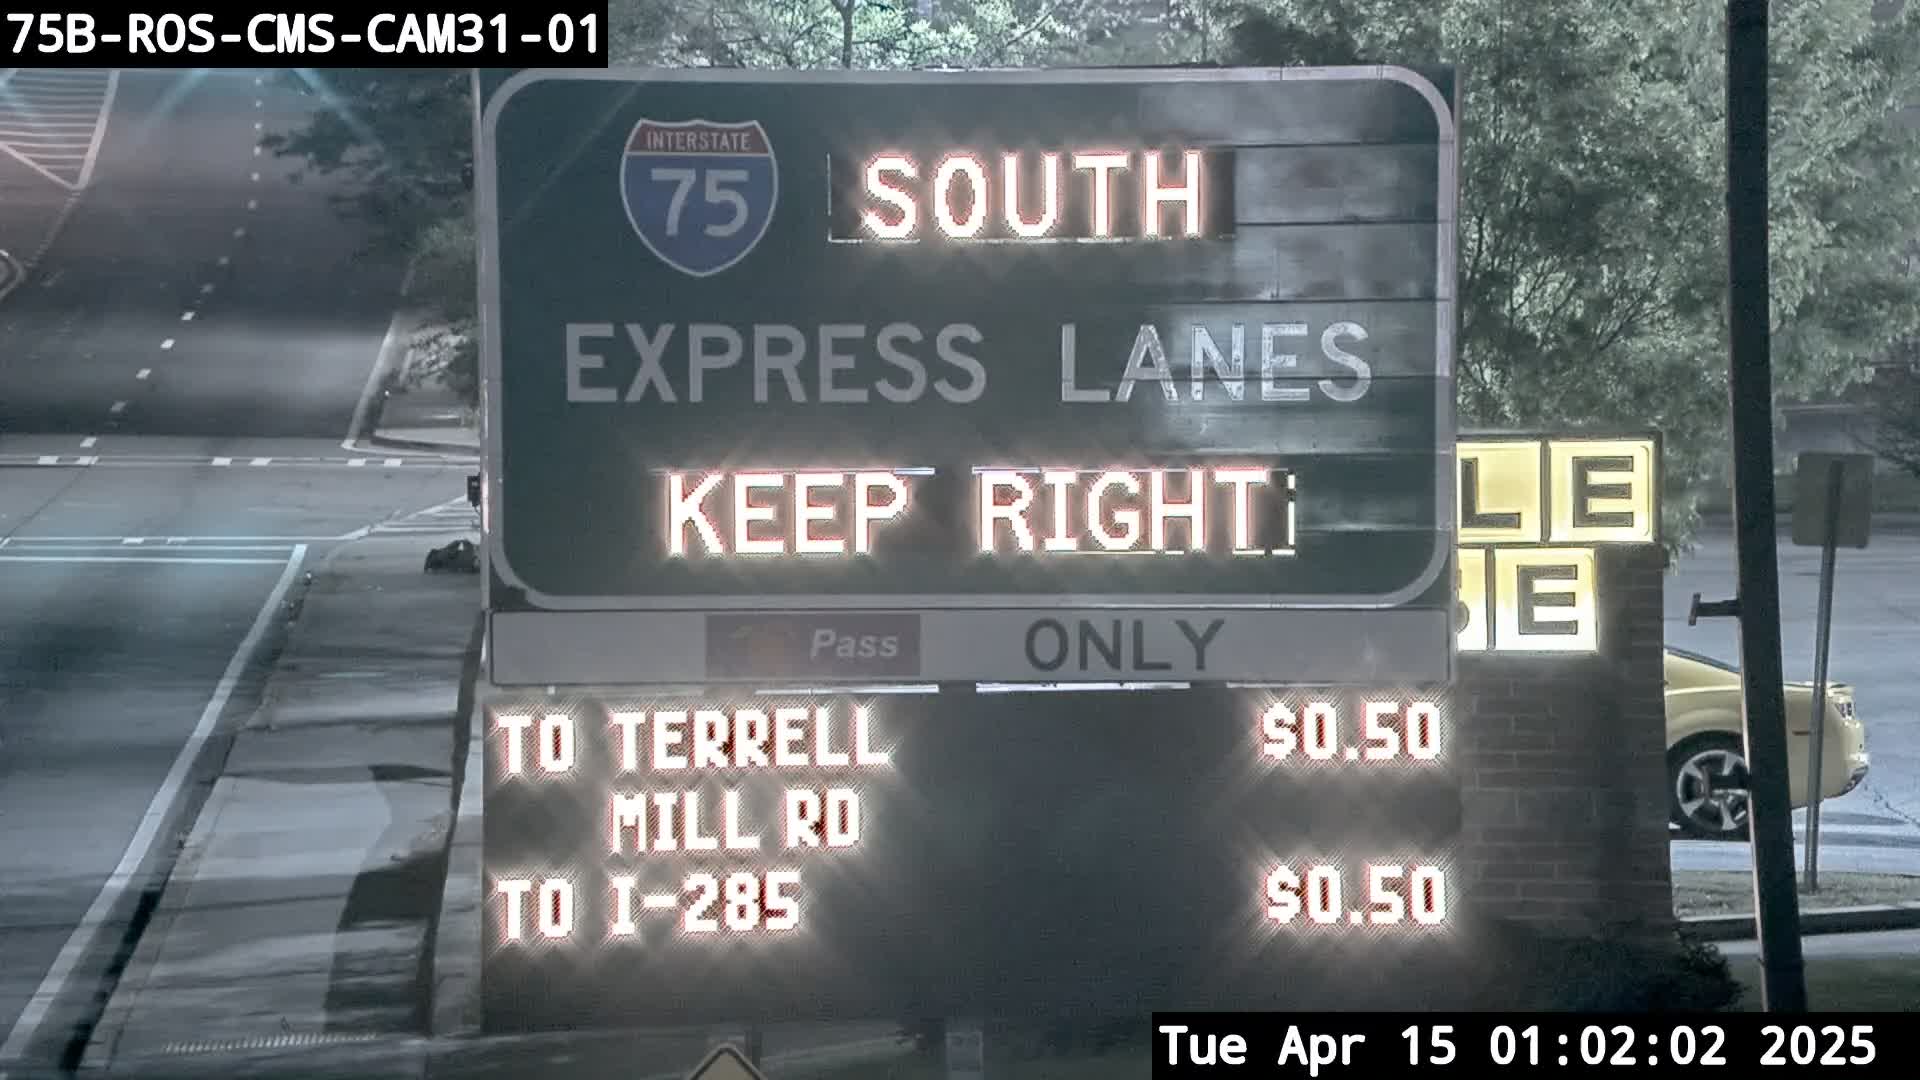 75B-ROS-CMS-CAM31-01
INTERSTATE
75
SOUTH
EXPRESS LANES
KEEP RIGHT
Pass ONLY
LE
E
TO TERRELL $0.50
MILL RD
TO I-285 $0.50
Tue Apr 15 01:02:02 2025